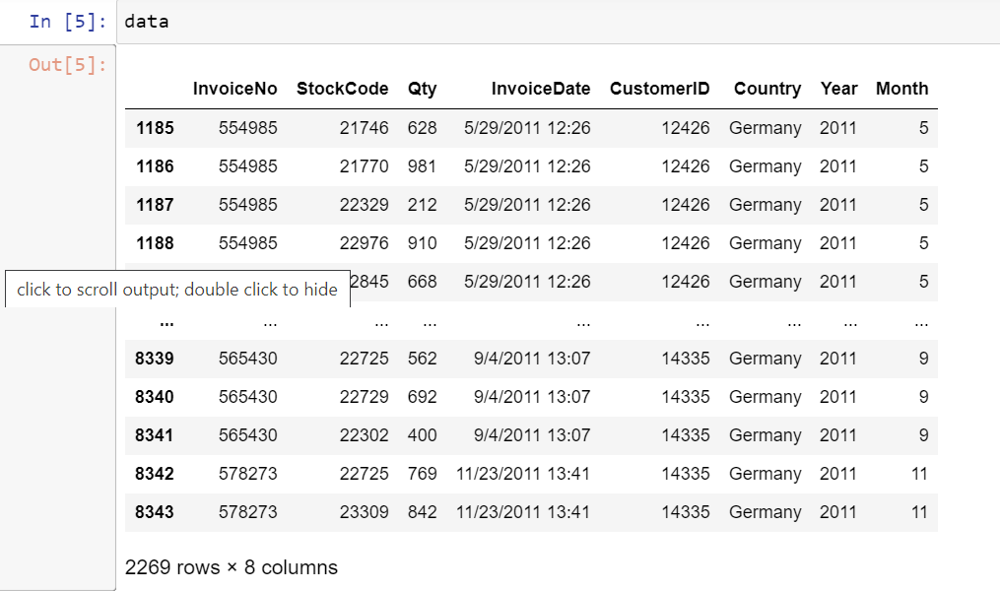 In [5]: data
Out[5]:
InvoiceNo StockCode Qty InvoiceDate CustomerID Country Year Month
1185 554985 21746 628 5/29/2011 12:26 12426 Germany 2011 5
1186 554985 21770 981 5/29/2011 12:26 12426 Germany 2011 5
1187 554985 22329 212 5/29/2011 12:26 12426 Germany 2011 5
1188 554985 22976 910 5/29/2011 12:26 12426 Germany 2011 5
click to scroll output; double click to hide 2845 668 5/29/2011 12:26 12426 Germany 2011 5
... ... ... ... ... ... ... ... ...
8339 565430 22725 562 9/4/2011 13:07 14335 Germany 2011 9
8340 565430 22729 692 9/4/2011 13:07 14335 Germany 2011 9
8341 565430 22302 400 9/4/2011 13:07 14335 Germany 2011 9
8342 578273 22725 769 11/23/2011 13:41 14335 Germany 2011 11
8343 578273 23309 842 11/23/2011 13:41 14335 Germany 2011 11
2269 rows × 8 columns